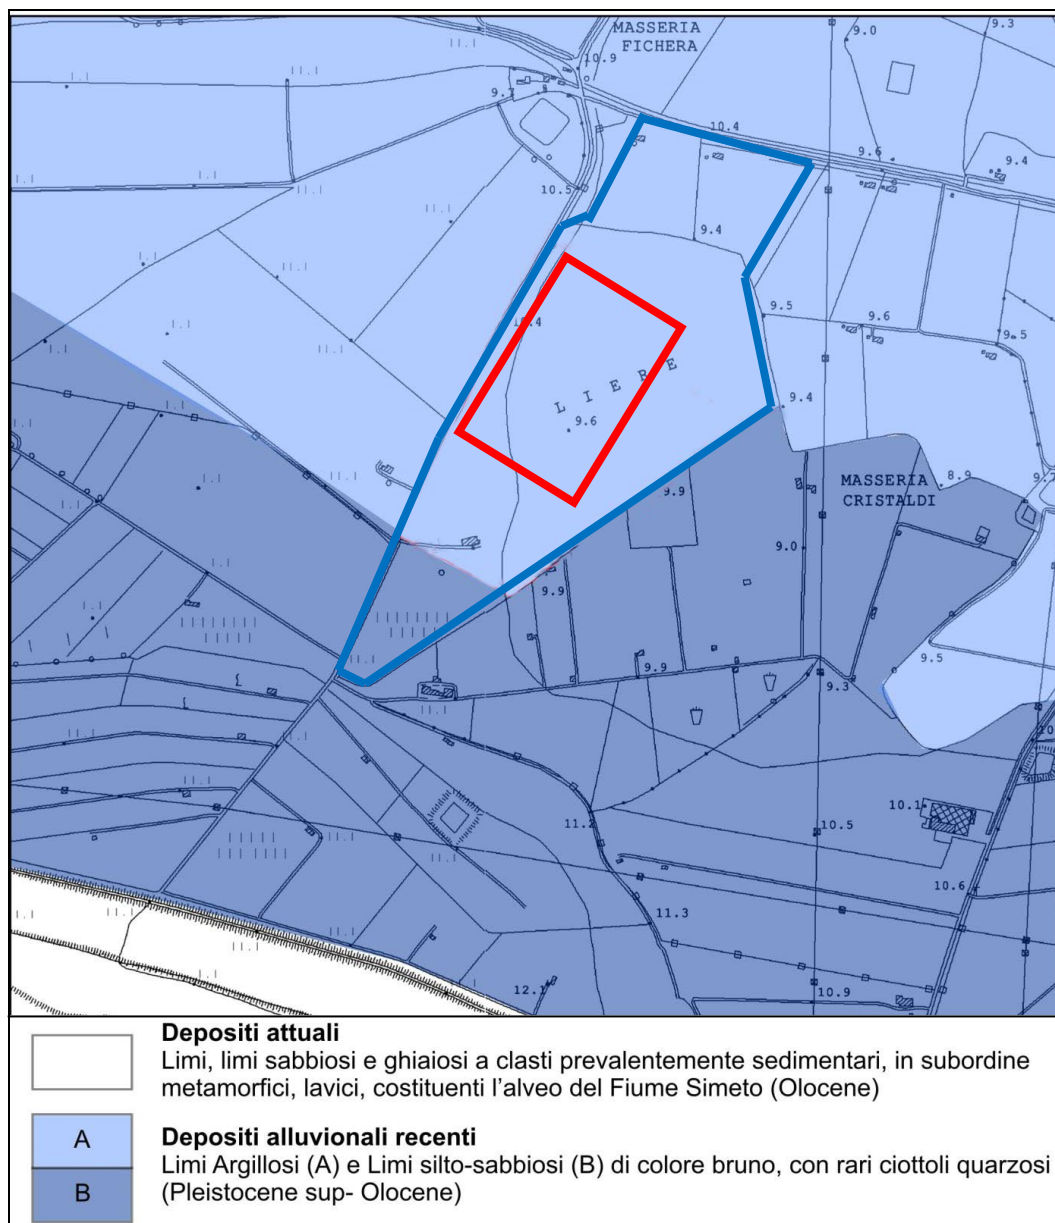 MASSERIA
FICHERA
9.3
9.0
10.9
9.7
10.4
9.6
9.4
10.5
9.4
9.5
9.6
9.5
10.4
LIERE
9.6
9.4
MASSERIA
CRISTALDI
9.9
8.9
9.7
9.0
9.9
9.5
9.9
9.3
10.1
11.2
10.5
10.6
11.3
12.1
10.9
Depositi attuali
Limi, limi sabbiosi e ghiaiosi a clasti prevalentemente sedimentari, in subordine
metamorfici, lavici, costituenti l’alveo del Fiume Simeto (Olocene)
A
Depositi alluvionali recenti
Limi Argillosi (A) e Limi silto-sabbiosi (B) di colore bruno, con rari ciottoli quarzosi
B
(Pleistocene sup- Olocene)